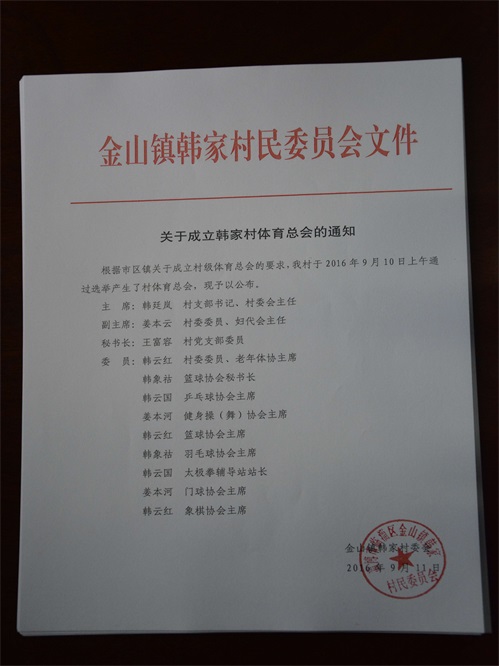 金山镇韩家村民委员会文件
关于成立韩家村体育总会的通知
根据市区镇关于成立村级体育总会的要求，我村于2016年9月10日上午通
过选举产生了村体育总会，现予以公布。
主　席：韩廷岚　村支部书记、村委会主任
副主席：姜本云　村委委员、妇代会主任
秘书长：王富容　村党支部委员
委　员：韩云红　村委委员、老年体协主席
韩象祜　篮球协会秘书长
韩云国　乒乓球协会主席
姜本河　健身操（舞）协会主席
韩云红　篮球协会主席
韩象祜　羽毛球协会主席
韩云国　太极拳辅导站站长
姜本河　门球协会主席
韩云红　象棋协会主席
金山镇韩家村委会
2016年9月11日
村民委员会